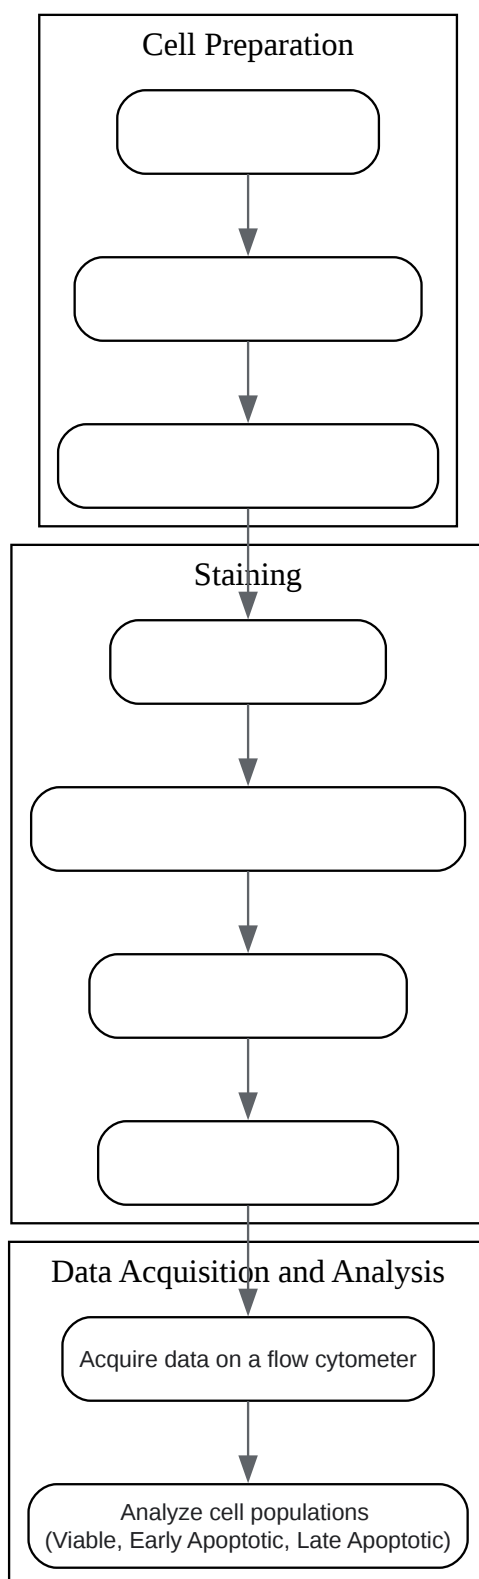 Cell Preparation
Staining
Data Acquisition and Analysis
Acquire data on a flow cytometer
Analyze cell populations
(Viable, Early Apoptotic, Late Apoptotic)